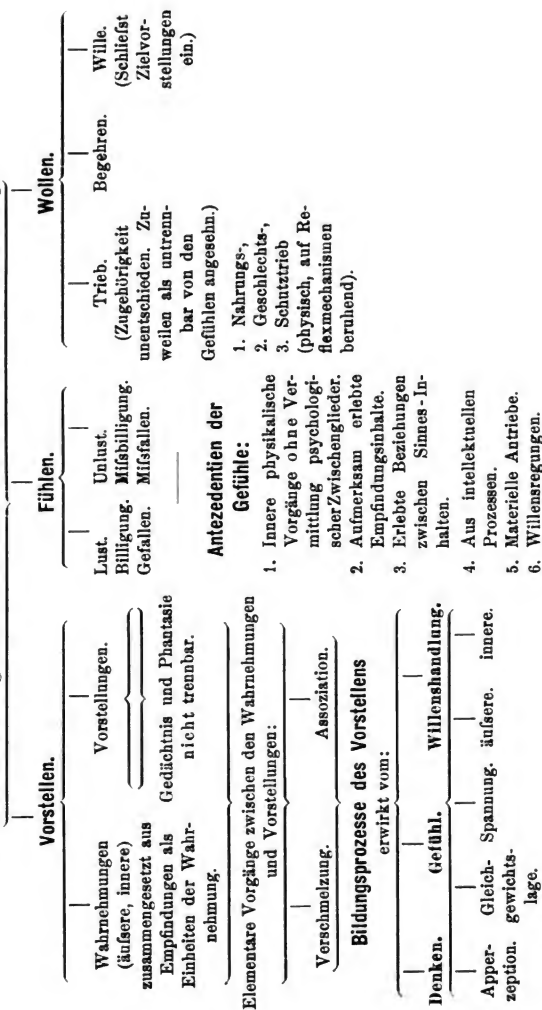 Vorstellen.
Wahrnehmungen
(äufsere, innere)
zusammengesetzt aus
Empfindungen als
Einheiten der Wahr-
nehmung.
Vorstellungen.
Gedächtnis und Phantasie
nicht trennbar.
Elementare Vorgänge zwischen den Wahrnehmungen
und Vorstellungen:
Verschmelzung.
Assoziation.
Bildungsprozesse des Vorstellens
erwirkt vom:
Denken.
Gefühl.
Willenshandlung.
Apper-
zeption.
Gleich-
gewichts-
lage.
Spannung.
äufsere.
innere.
Fühlen.
Lust.
Billigung.
Gefallen.
Unlust.
Mifsbilligung.
Mifsfallen.
Antezedentien der
Gefühle:
1. Innere physikalische
Vorgänge ohne Ver-
mittlung psychologi-
scher Zwischenglieder.
2. Aufmerksam erlebte
Empfindungsinhalte.
3. Erlebte Beziehungen
zwischen Sinnes-In-
halten.
4. Aus intellektuellen
Prozessen.
5. Materielle Antriebe.
6. Willensregungen.
Wollen.
Trieb.
(Zugehörigkeit
unentschieden. Zu-
weilen als untrenn-
bar von den
Gefühlen angesehn.)
1. Nahrungs-,
2. Geschlechts-,
3. Schutztrieb
(physisch, auf Re-
flexmechanismen
beruhend).
Begehren.
Wille.
(Schliefst
Zielvor-
stellungen
ein.)